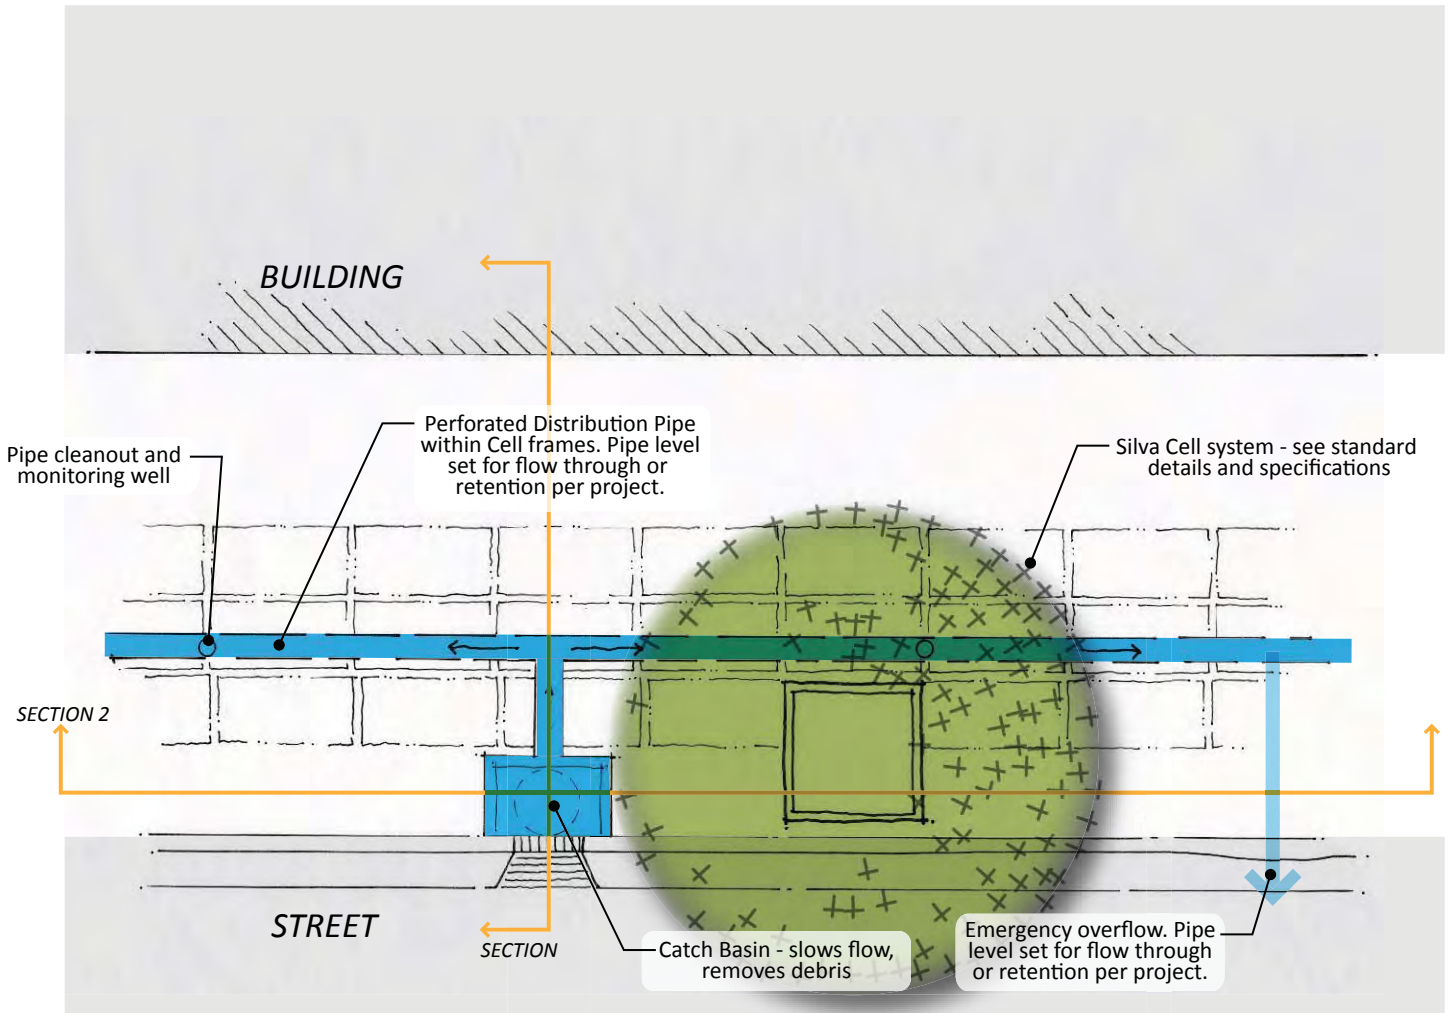 BUILDING
Perforated Distribution Pipe
within Cell frames. Pipe level
set for flow through or
retention per project.
Pipe cleanout and
monitoring well
Silva Cell system - see standard
details and specifications
SECTION 2
STREET
SECTION
Catch Basin - slows flow,
removes debris
Emergency overflow. Pipe
level set for flow through
or retention per project.